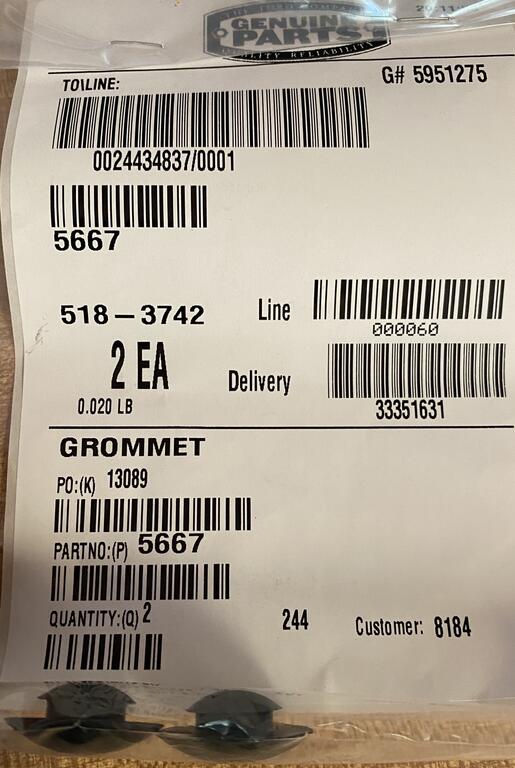 GENUINE
PARTS
QUALITY RELIABILITY
TO\LINE:
G# 5951275
0024434837/0001
5667
518-3742
Line
000060
2 EA
Delivery
0.020 LB
33351631
GROMMET
PO:(K) 13089
PARTNO:(P) 5667
QUANTITY:(Q) 2
244
Customer: 8184